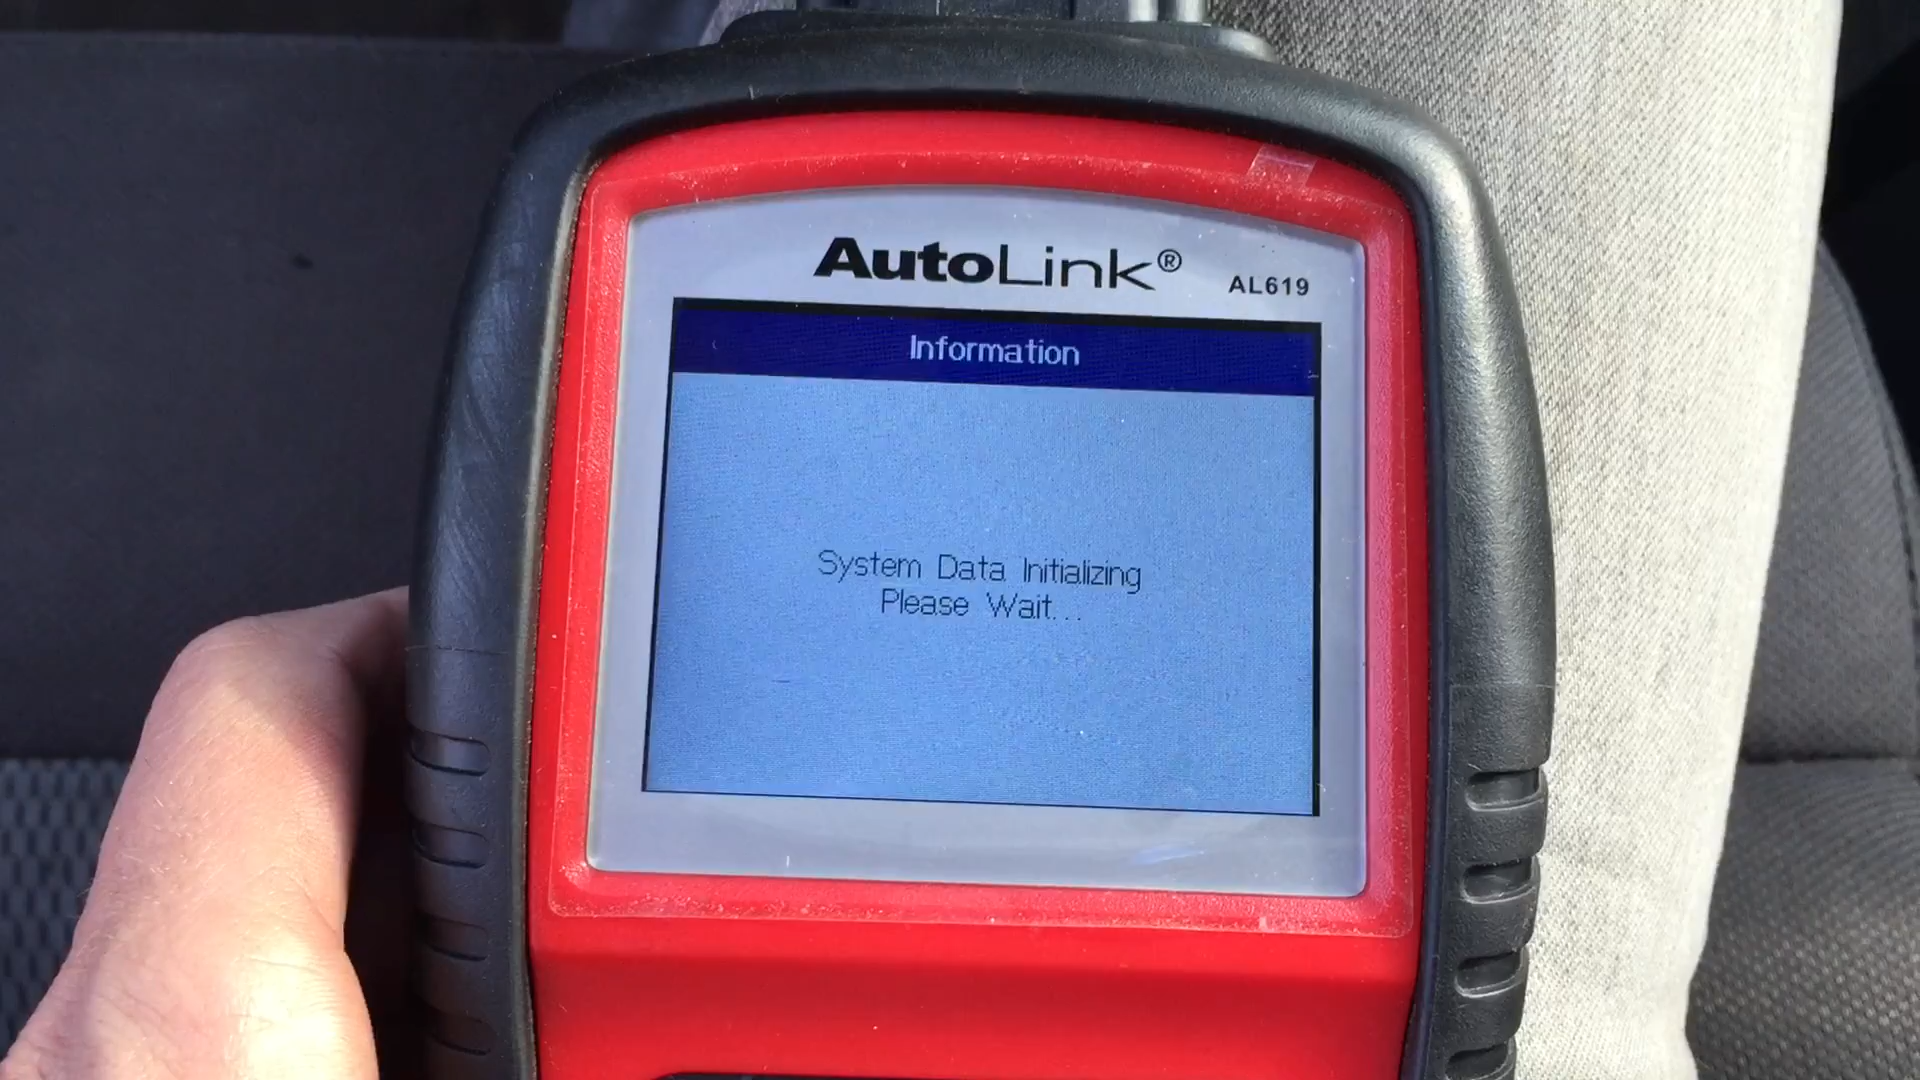 AutoLink®
AL619
Information
System Data Initializing
Please Wait...